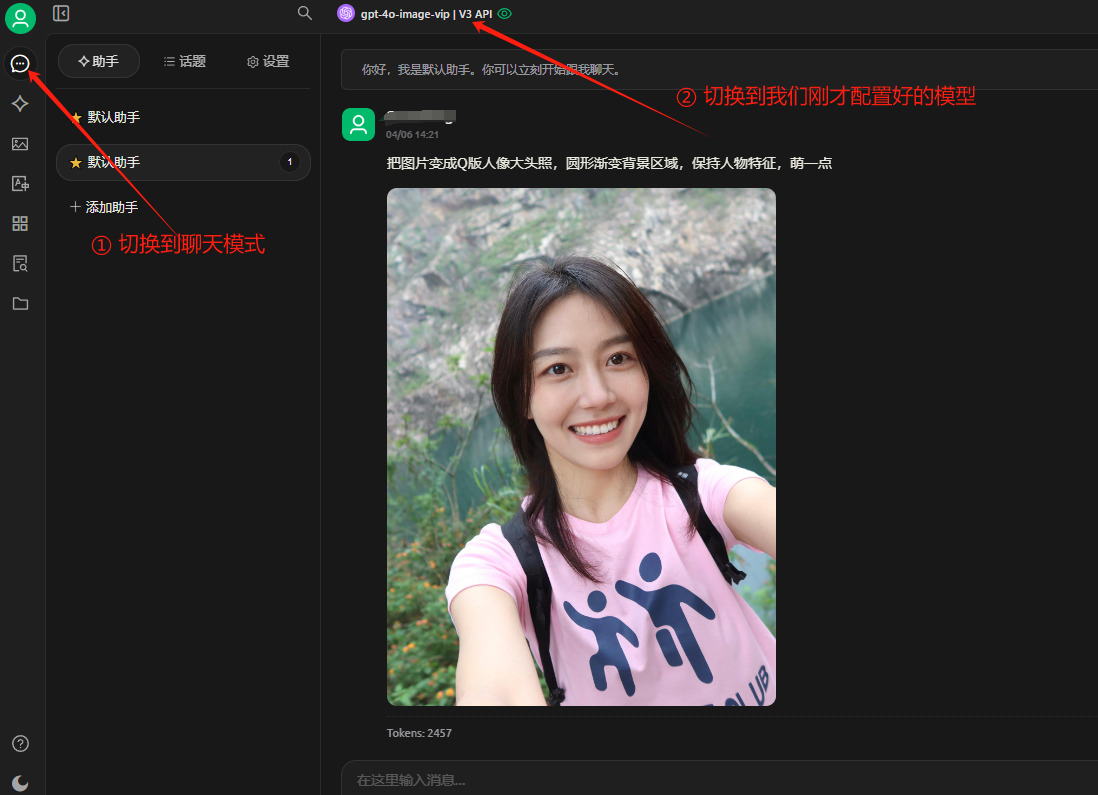 gpt-4o-image-vip | V3 API
助手
话题
设置
你好，我是默认助手。你可以立刻开始跟我聊天。
② 切换到我们刚才配置好的模型
默认助手
04/06 14:21
默认助手
1
把图片变成Q版人像大头照，圆形渐变背景区域，保持人物特征，萌一点
添加助手
① 切换到聊天模式
CLUB
Tokens: 2457
在这里输入消息...